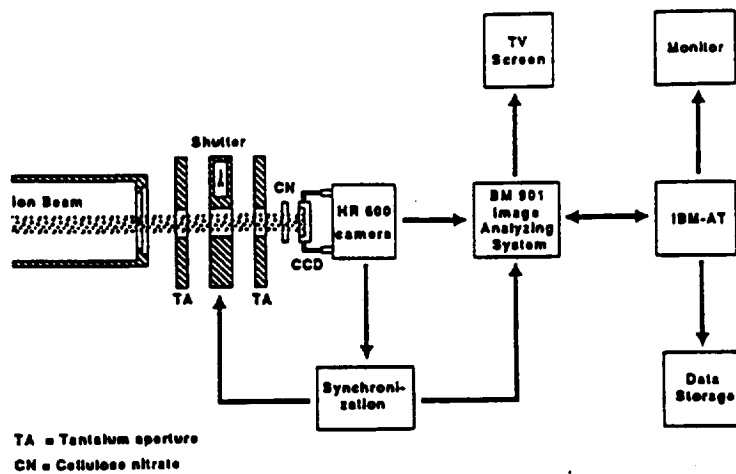 TV
Screen
Monitor
Shutter
Ion Beam
CN
HR 600
camera
BM 901
Image
Analyzing
System
IBM-AT
CCD
TA
TA
Synchroni-
zation
Data
Storage
TA = Tantalum aperture
CN = Cellulose nitrate